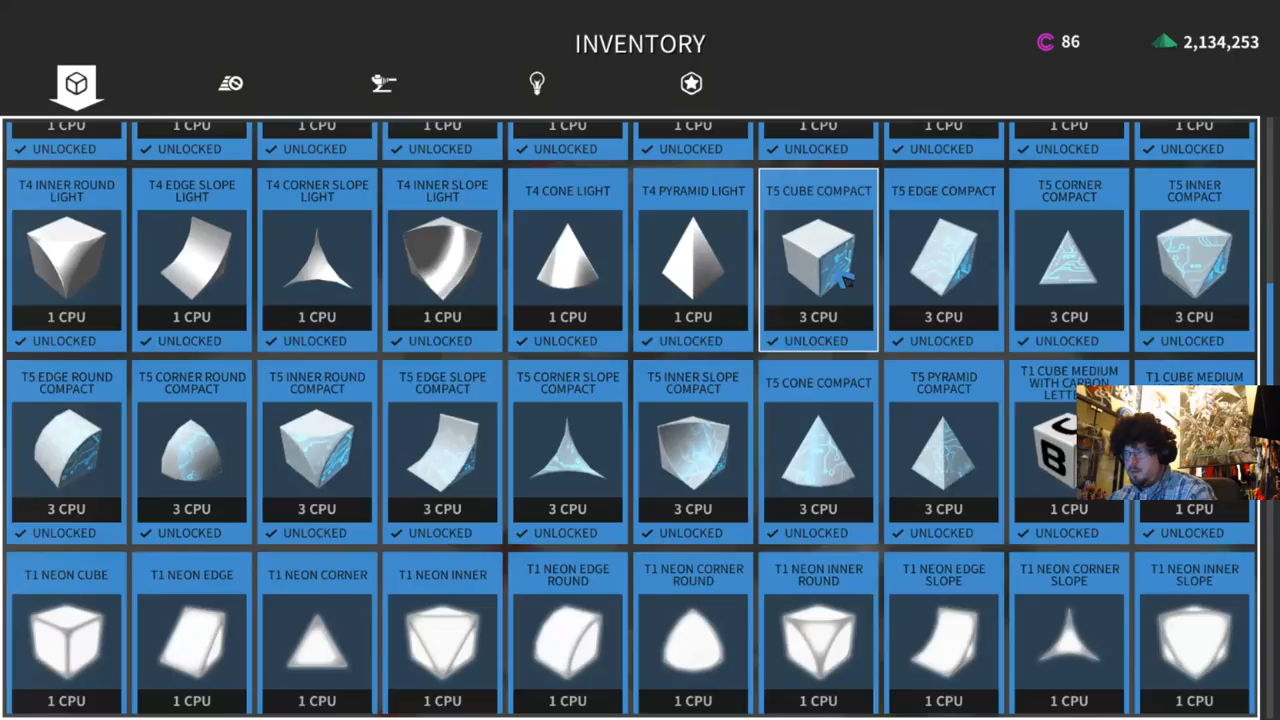 INVENTORY
86
2,134,253
1 CPU 1 CPU 1 CPU 1 CPU 1 CPU 1 CPU 1 CPU 1 CPU 1 CPU 1 CPU
UNLOCKED UNLOCKED UNLOCKED UNLOCKED UNLOCKED UNLOCKED UNLOCKED UNLOCKED UNLOCKED UNLOCKED
T4 INNER ROUND
LIGHT
T4 EDGE SLOPE
LIGHT
T4 CORNER SLOPE
LIGHT
T4 INNER SLOPE
LIGHT
T4 CONE LIGHT
T4 PYRAMID LIGHT
T5 CUBE COMPACT
T5 EDGE COMPACT
T5 CORNER
COMPACT
T5 INNER
COMPACT
1 CPU 1 CPU 1 CPU 1 CPU 1 CPU 1 CPU 3 CPU 3 CPU 3 CPU 3 CPU
UNLOCKED UNLOCKED UNLOCKED UNLOCKED UNLOCKED UNLOCKED UNLOCKED UNLOCKED UNLOCKED UNLOCKED
T5 EDGE ROUND
COMPACT
T5 CORNER ROUND
COMPACT
T5 INNER ROUND
COMPACT
T5 EDGE SLOPE
COMPACT
T5 CORNER SLOPE
COMPACT
T5 INNER SLOPE
COMPACT
T5 CONE COMPACT
T5 PYRAMID
COMPACT
T1 CUBE MEDIUM
WITH CARBON
T1 CUBE MEDIUM
B
3 CPU 3 CPU 3 CPU 3 CPU 3 CPU 3 CPU 3 CPU 3 CPU 1 CPU 1 CPU
UNLOCKED UNLOCKED UNLOCKED UNLOCKED UNLOCKED UNLOCKED UNLOCKED UNLOCKED UNLOCKED UNLOCKED
T1 NEON CUBE
T1 NEON EDGE
T1 NEON CORNER
T1 NEON INNER
T1 NEON EDGE
ROUND
T1 NEON CORNER
ROUND
T1 NEON INNER
ROUND
T1 NEON EDGE
SLOPE
T1 NEON CORNER
SLOPE
T1 NEON INNER
SLOPE
1 CPU 1 CPU 1 CPU 1 CPU 1 CPU 1 CPU 1 CPU 1 CPU 1 CPU 1 CPU